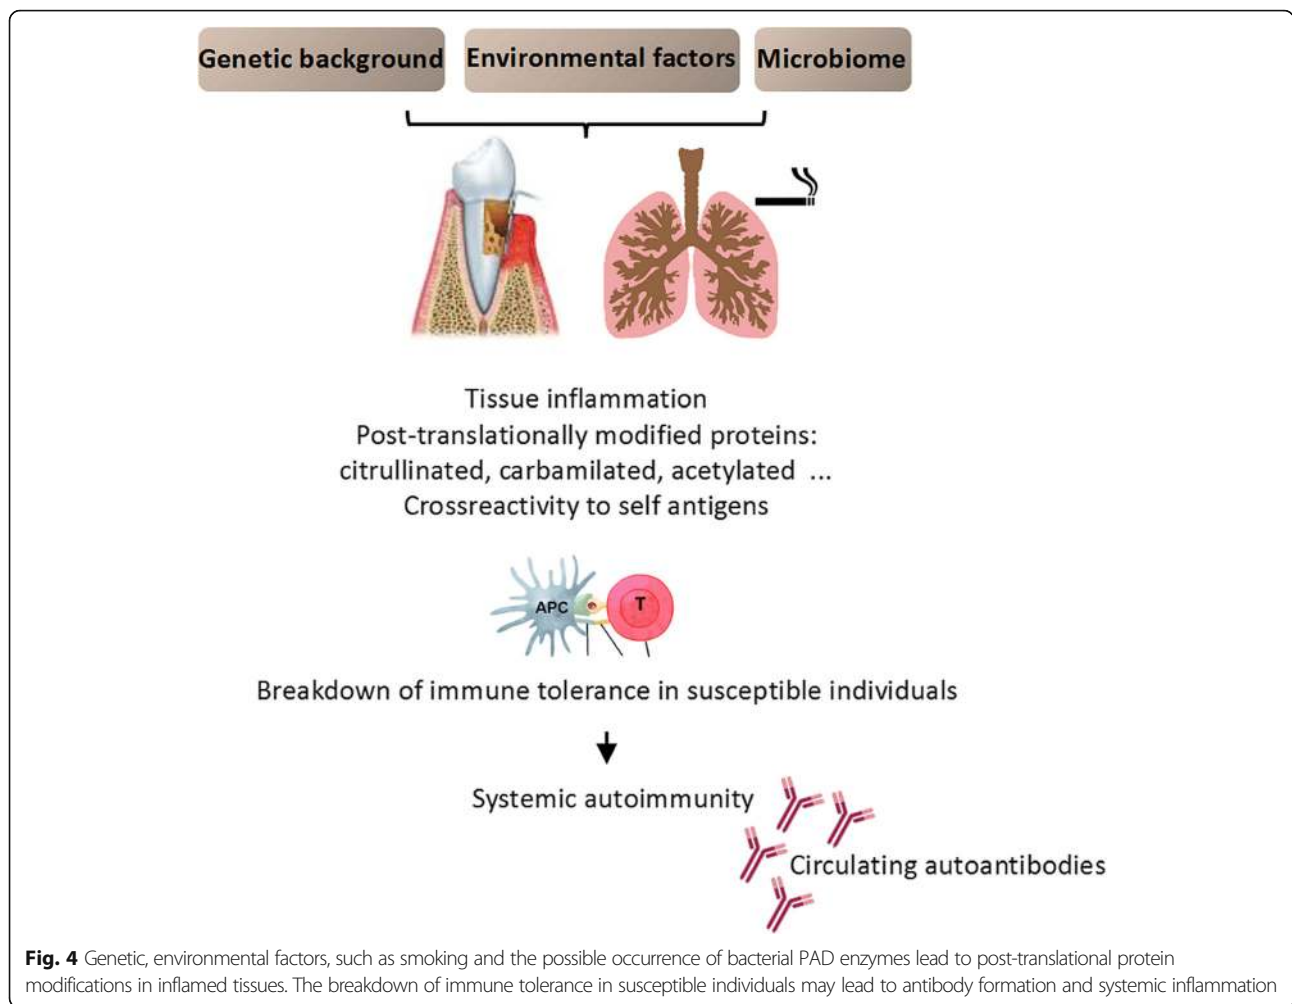 Genetic background Environmental factors Microbiome
Tissue inflammation
Post-translationally modified proteins:
citrullinated, carbamilated, acetylated ...
Crossreactivity to self antigens
APC T
Breakdown of immune tolerance in susceptible individuals
Systemic autoimmunity
Circulating autoantibodies
Fig. 4 Genetic, environmental factors, such as smoking and the possible occurrence of bacterial PAD enzymes lead to post-translational protein
modifications in inflamed tissues. The breakdown of immune tolerance in susceptible individuals may lead to antibody formation and systemic inflammation